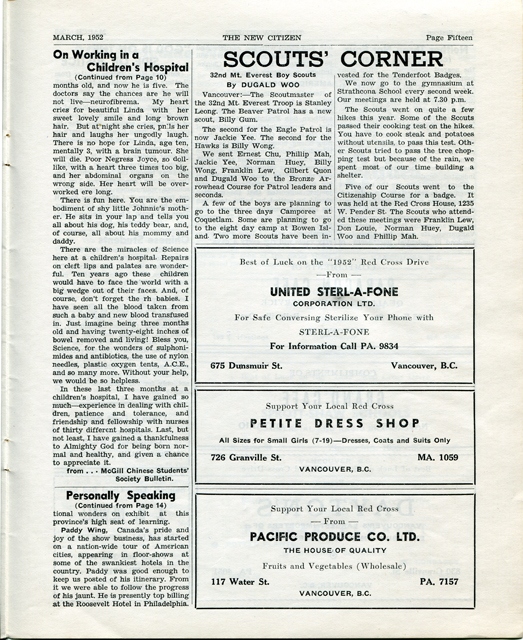 MARCH, 1952
THE NEW CITIZEN
Page Fifteen
On Working in a
Children's Hospital
(Continued from Page 10)
months old, and now he is five. The
doctors say the chances are he will
not live—neurofibrema. My heart
cries for beautiful Linda with her
sweet lovely smile and long brown
hair. But at night she cries, pulls her
hair and laughs her ungodly laugh.
There is no hope for Linda, age ten,
mentally 3, with a brain tumour. She
will die. Poor Negress Joyce, so doll-
like, with a heart three times too big,
and her abdominal organs on the
wrong side. Her heart will be over-
worked ere long.
There is fun here. You are the em-
bodiment of shy little Johnnie's moth-
er. He sits in your lap and tells you
all about his dog, his teddy bear, and,
of course, all about his mommy and
daddy.
There are the miracles of Science
here at a children's hospital. Repairs
on cleft lips and palates are wonder-
ful. Ten years ago these children
would have to face the world with a
big wedge out of their faces. And, of
course, don't forget the rh babies. I
have seen all the blood taken from
such a baby and new blood transfused
in. Just imagine being three months
old and having twenty-eight inches of
bowel removed and living! Bless you,
Science, for the wonders of sulphoni-
mides and antibiotics, the use of nylon
needles, plastic oxygen tents, A.C.E.,
and so many more. Without your help,
we would be so helpless.
In these last three months at a
children's hospital, I have gained so
much—experience in dealing with chil-
dren, patience and tolerance, and
friendship and fellowship with nurses
of thirty different hospitals. Last, but
not least, I have gained a thankfulness
to Almighty God for being born nor-
mal and healthy, and given a chance
to appreciate it.
from . . . McGill Chinese Students'
Society Bulletin.
Personally Speaking
(Continued from Page 14)
tional wonders on exhibit at this
province's high seat of learning.
Paddy Wing, Canada's pride and
joy of the show business, has started
on a nation-wide tour of American
cities, appearing in floor-shows at
some of the swankiest hotels in the
country. Paddy was good enough to
keep us posted of his itinerary. From
it we were able to follow the progress
of his jaunt. He is presently top billing
at the Roosevelt Hotel in Philadelphia.
SCOUTS' CORNER
32nd Mt. Everest Boy Scouts
By DUGALD WOO
Vancouver:—The Scoutmaster of
the 32nd Mt. Everest Troop is Stanley
Loong. The Beaver Patrol has a new
scout, Billy Gum.
The second for the Eagle Patrol is
now Jackie Yee. The second for the
Hawks is Billy Wong.
We sent Ernest Chu, Phillip Mah,
Jackie Yee, Norman Huey, Billy
Wong, Franklin Lew, Gilbert Quon
and Dugald Woo to the Bronze Ar-
rowhead Course for Patrol leaders and
seconds.
A few of the boys are planning to
go to the three days Camporee at
Coquetlam. Some are planning to go
to the eight day camp at Bowen Isl-
and. Two more Scouts have been in-
vested for the Tenderfoot Badges.
We now go to the gymnasium at
Strathcona School every second week.
Our meetings are held at 7.30 p.m.
The Scouts went on quite a few
hikes this year. Some of the Scouts
passed their cooking test on the hikes.
You have to cook steak and potatoes
without utensils, to pass this test. Oth-
er Scouts tried to pass the tree chop-
ping test but because of the rain, we
spent most of our time building a
shelter.
Five of our Scouts went to the
Citizenship Course for a badge. It
was held at the Red Cross House, 1235
W. Pender St. The Scouts who attend-
ed these meetings were Franklin Lew,
Don Louie, Norman Huey, Dugald
Woo and Phillip Mah.
Best of Luck on the "1952" Red Cross Drive
—From—
UNITED STERL-A-FONE
CORPORATION LTD.
For Safe Conversing Sterilize Your Phone with
STERL-A-FONE
For Information Call PA. 9834
675 Dunsmuir St. Vancouver, B.C.
Support Your Local Red Cross
PETITE DRESS SHOP
All Sizes for Small Girls (7-19)—Dresses, Coats and Suits Only
726 Granville St. MA. 1059
VANCOUVER, B.C.
Support Your Local Red Cross
— From —
PACIFIC PRODUCE CO. LTD.
THE HOUSE OF QUALITY
Fruits and Vegetables (Wholesale)
117 Water St. PA. 7157
VANCOUVER, B.C.